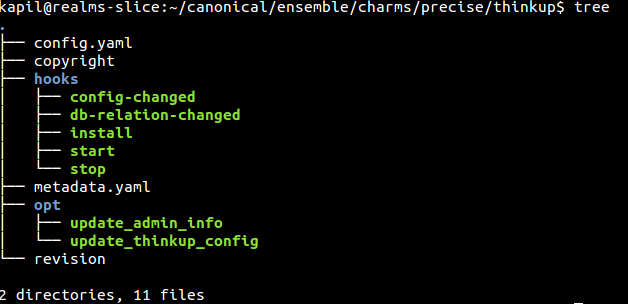 kapil@realms-slice:~/canonical/ensemble/charms/precise/thinkup$ tree
.
├── config.yaml
├── copyright
├── hooks
│   ├── config-changed
│   ├── db-relation-changed
│   ├── install
│   ├── start
│   └── stop
├── metadata.yaml
├── opt
│   ├── update_admin_info
│   └── update_thinkup_config
└── revision
2 directories, 11 files